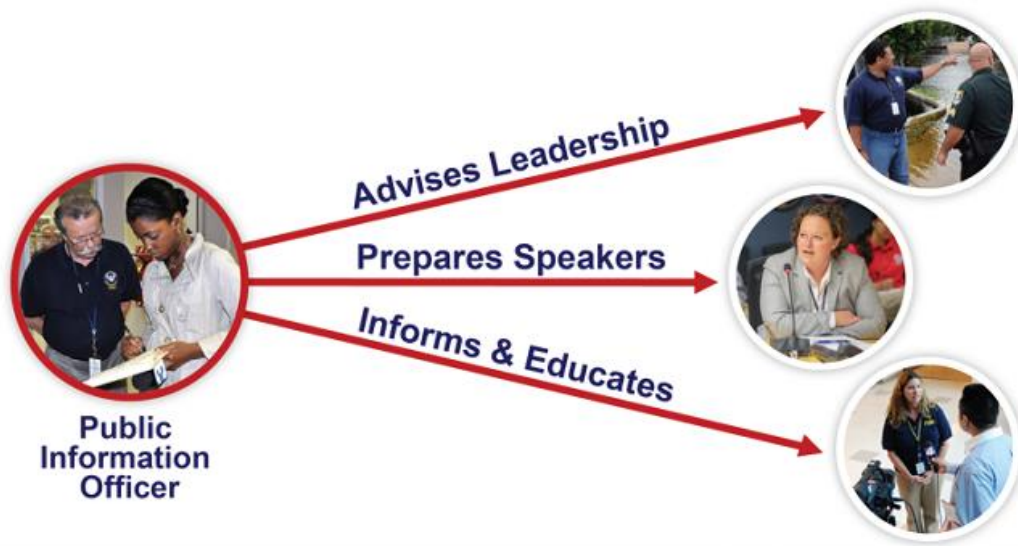 Advises Leadership
Prepares Speakers
Informs & Educates
Public
Information
Officer